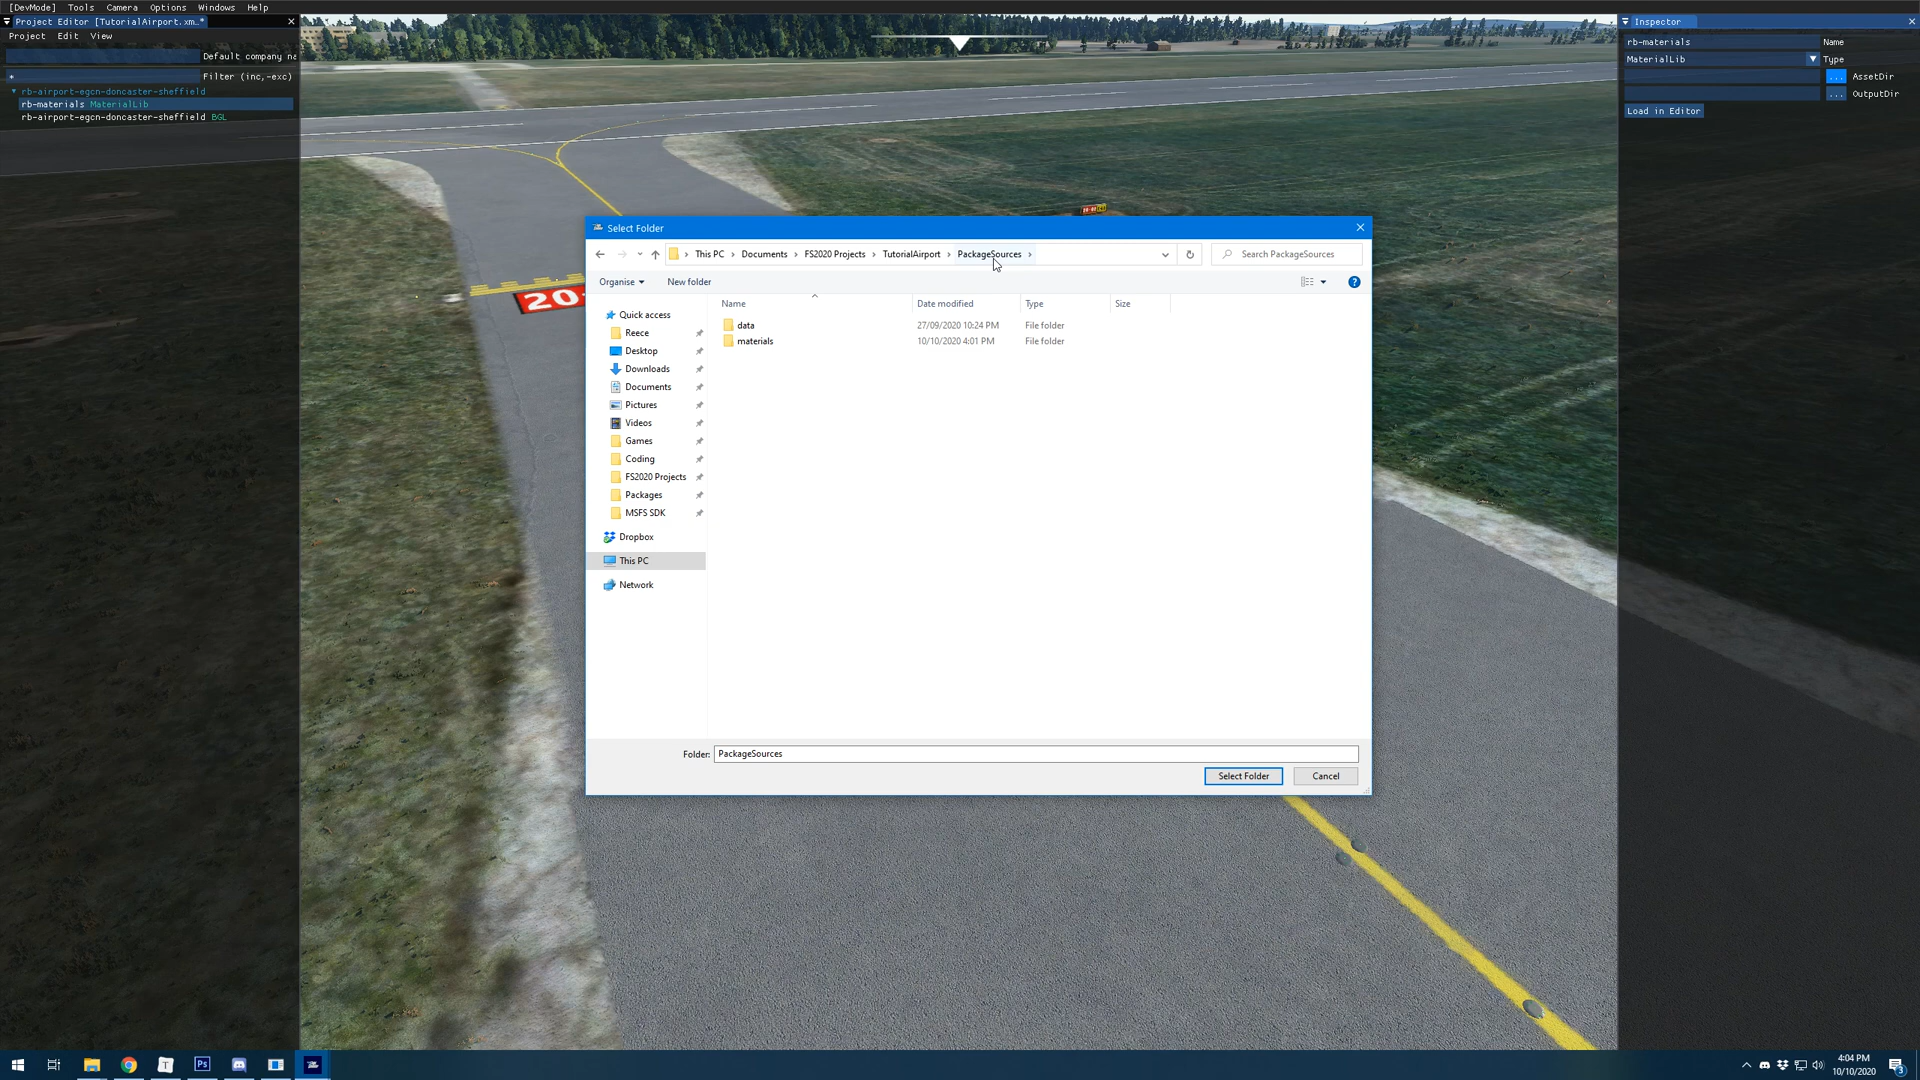 [DevMode] Tools Camera Options Windows Help
Project Editor [TutorialAirport.xm…*
Project Edit View
Default company na
* Filter (inc,-exc)
rb-airport-egcn-doncaster-sheffield
rb-materials MaterialLib
rb-airport-egcn-doncaster-sheffield BGL
Inspector
rb-materials Name
MaterialLib Type
... AssetDir
... OutputDir
Load in Editor
20
Select Folder
This PC > Documents > FS2020 Projects > TutorialAirport > PackageSources >
Search PackageSources
Organise New folder
Name Date modified Type Size
data 27/09/2020 10:24 PM File folder
materials 10/10/2020 4:01 PM File folder
Quick access
Reece
Desktop
Downloads
Documents
Pictures
Videos
Games
Coding
FS2020 Projects
Packages
MSFS SDK
Dropbox
This PC
Network
Folder: PackageSources
Select Folder Cancel
4:04 PM
10/10/2020
3